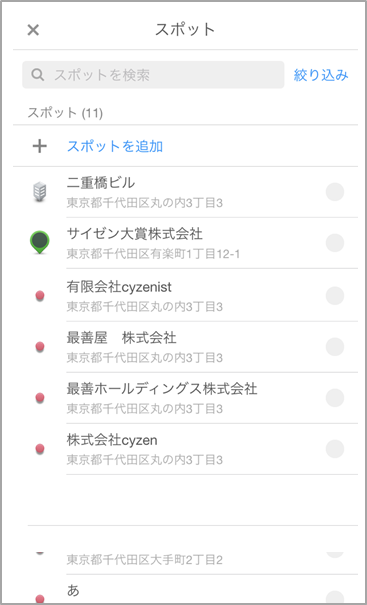 スポット
スポットを検索
絞り込み
スポット (11)
スポットを追加
二重橋ビル
東京都千代田区丸の内3丁目3
サイゼン大賞株式会社
東京都千代田区有楽町1丁目12-1
有限会社cyzenist
東京都千代田区丸の内3丁目3
最善屋　株式会社
東京都千代田区丸の内3丁目3
最善ホールディングス株式会社
東京都千代田区丸の内3丁目3
株式会社cyzen
東京都千代田区丸の内3丁目3
東京都千代田区大手町2丁目2
あ